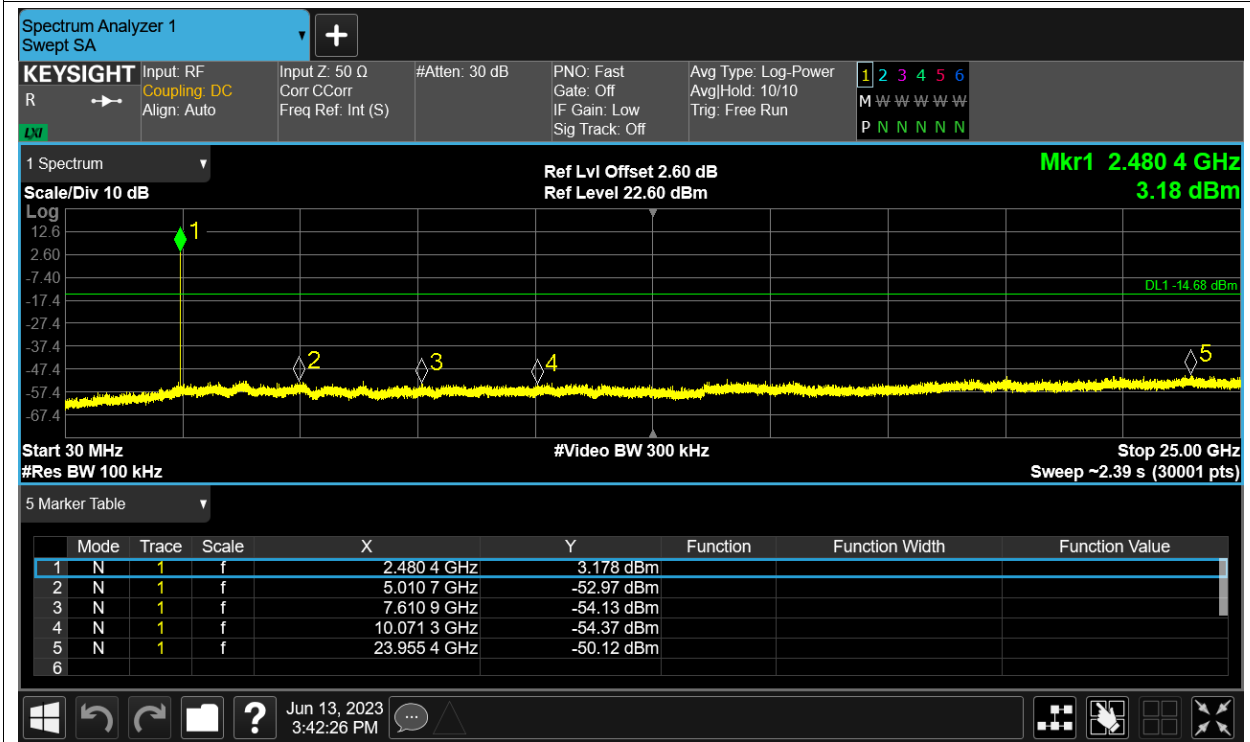 Spectrum Analyzer 1
Swept SA
KEYSIGHT
R
LXI
Input: RF
Coupling: DC
Align: Auto
Input Z: 50 Ω
Corr CCorr
Freq Ref: Int (S)
#Atten: 30 dB
PNO: Fast
Gate: Off
IF Gain: Low
Sig Track: Off
Avg Type: Log-Power
Avg|Hold: 10/10
Trig: Free Run
1 2 3 4 5 6
M W W W W W
P N N N N N
1 Spectrum
Scale/Div 10 dB
Ref Lvl Offset 2.60 dB
Ref Level 22.60 dBm
Mkr1 2.480 4 GHz
3.18 dBm
Log
12.6
2.60
-7.40
-17.4
-27.4
-37.4
-47.4
-57.4
-67.4
1
2
3
4
5
DL1 -14.68 dBm
Start 30 MHz
#Video BW 300 kHz
Stop 25.00 GHz
#Res BW 100 kHz
Sweep ~2.39 s (30001 pts)
5 Marker Table
Mode Trace Scale X Y Function Function Width Function Value
1 N 1 f 2.480 4 GHz 3.178 dBm
2 N 1 f 5.010 7 GHz -52.97 dBm
3 N 1 f 7.610 9 GHz -54.13 dBm
4 N 1 f 10.071 3 GHz -54.37 dBm
5 N 1 f 23.955 4 GHz -50.12 dBm
6
?
Jun 13, 2023
3:42:26 PM